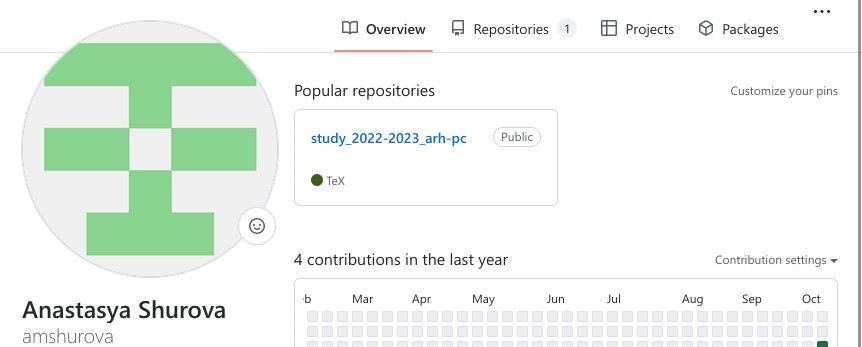 Overview Repositories 1 Projects Packages
Popular repositories Customize your pins
study_2022-2023_arh-pc Public
TeX
4 contributions in the last year Contribution settings
Mar Apr May Jun Jul Aug Sep Oct
Anastasya Shurova
amshurova